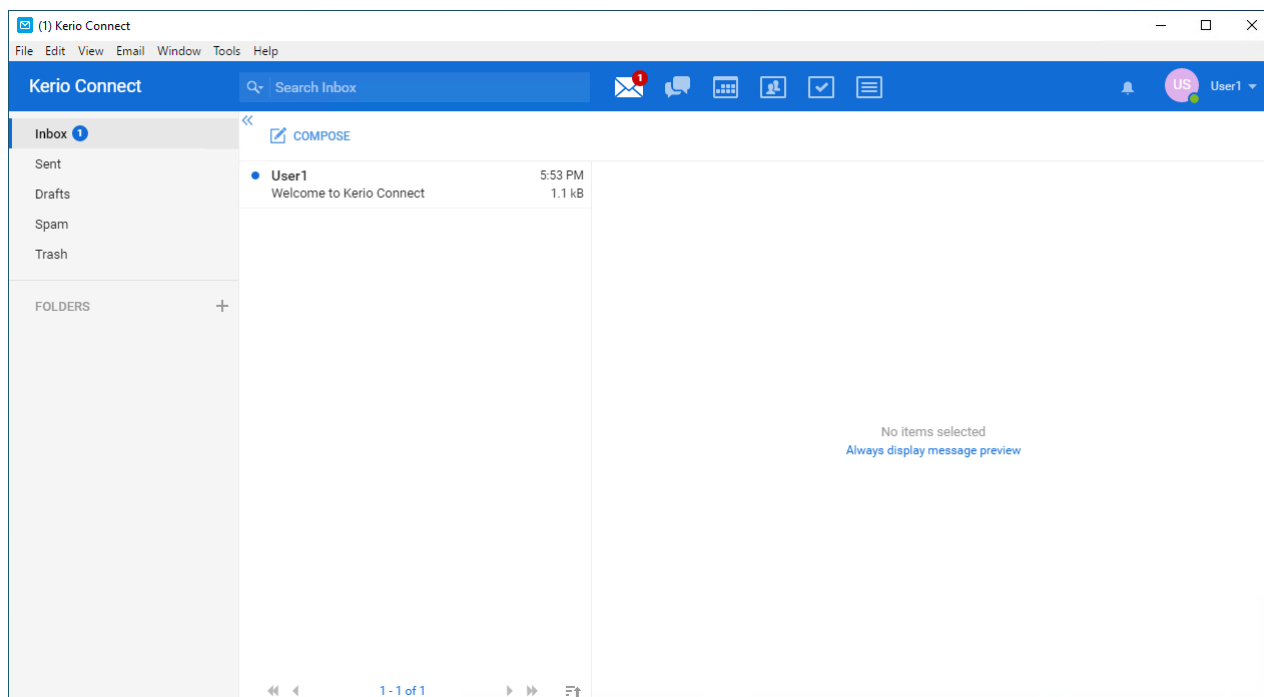 (1) Kerio Connect
File Edit View Email Window Tools Help
Kerio Connect
Search Inbox
1
US
User1
Inbox 1
Sent
Drafts
Spam
Trash
FOLDERS
COMPOSE
User1 5:53 PM
Welcome to Kerio Connect 1.1 kB
No items selected
Always display message preview
1 - 1 of 1